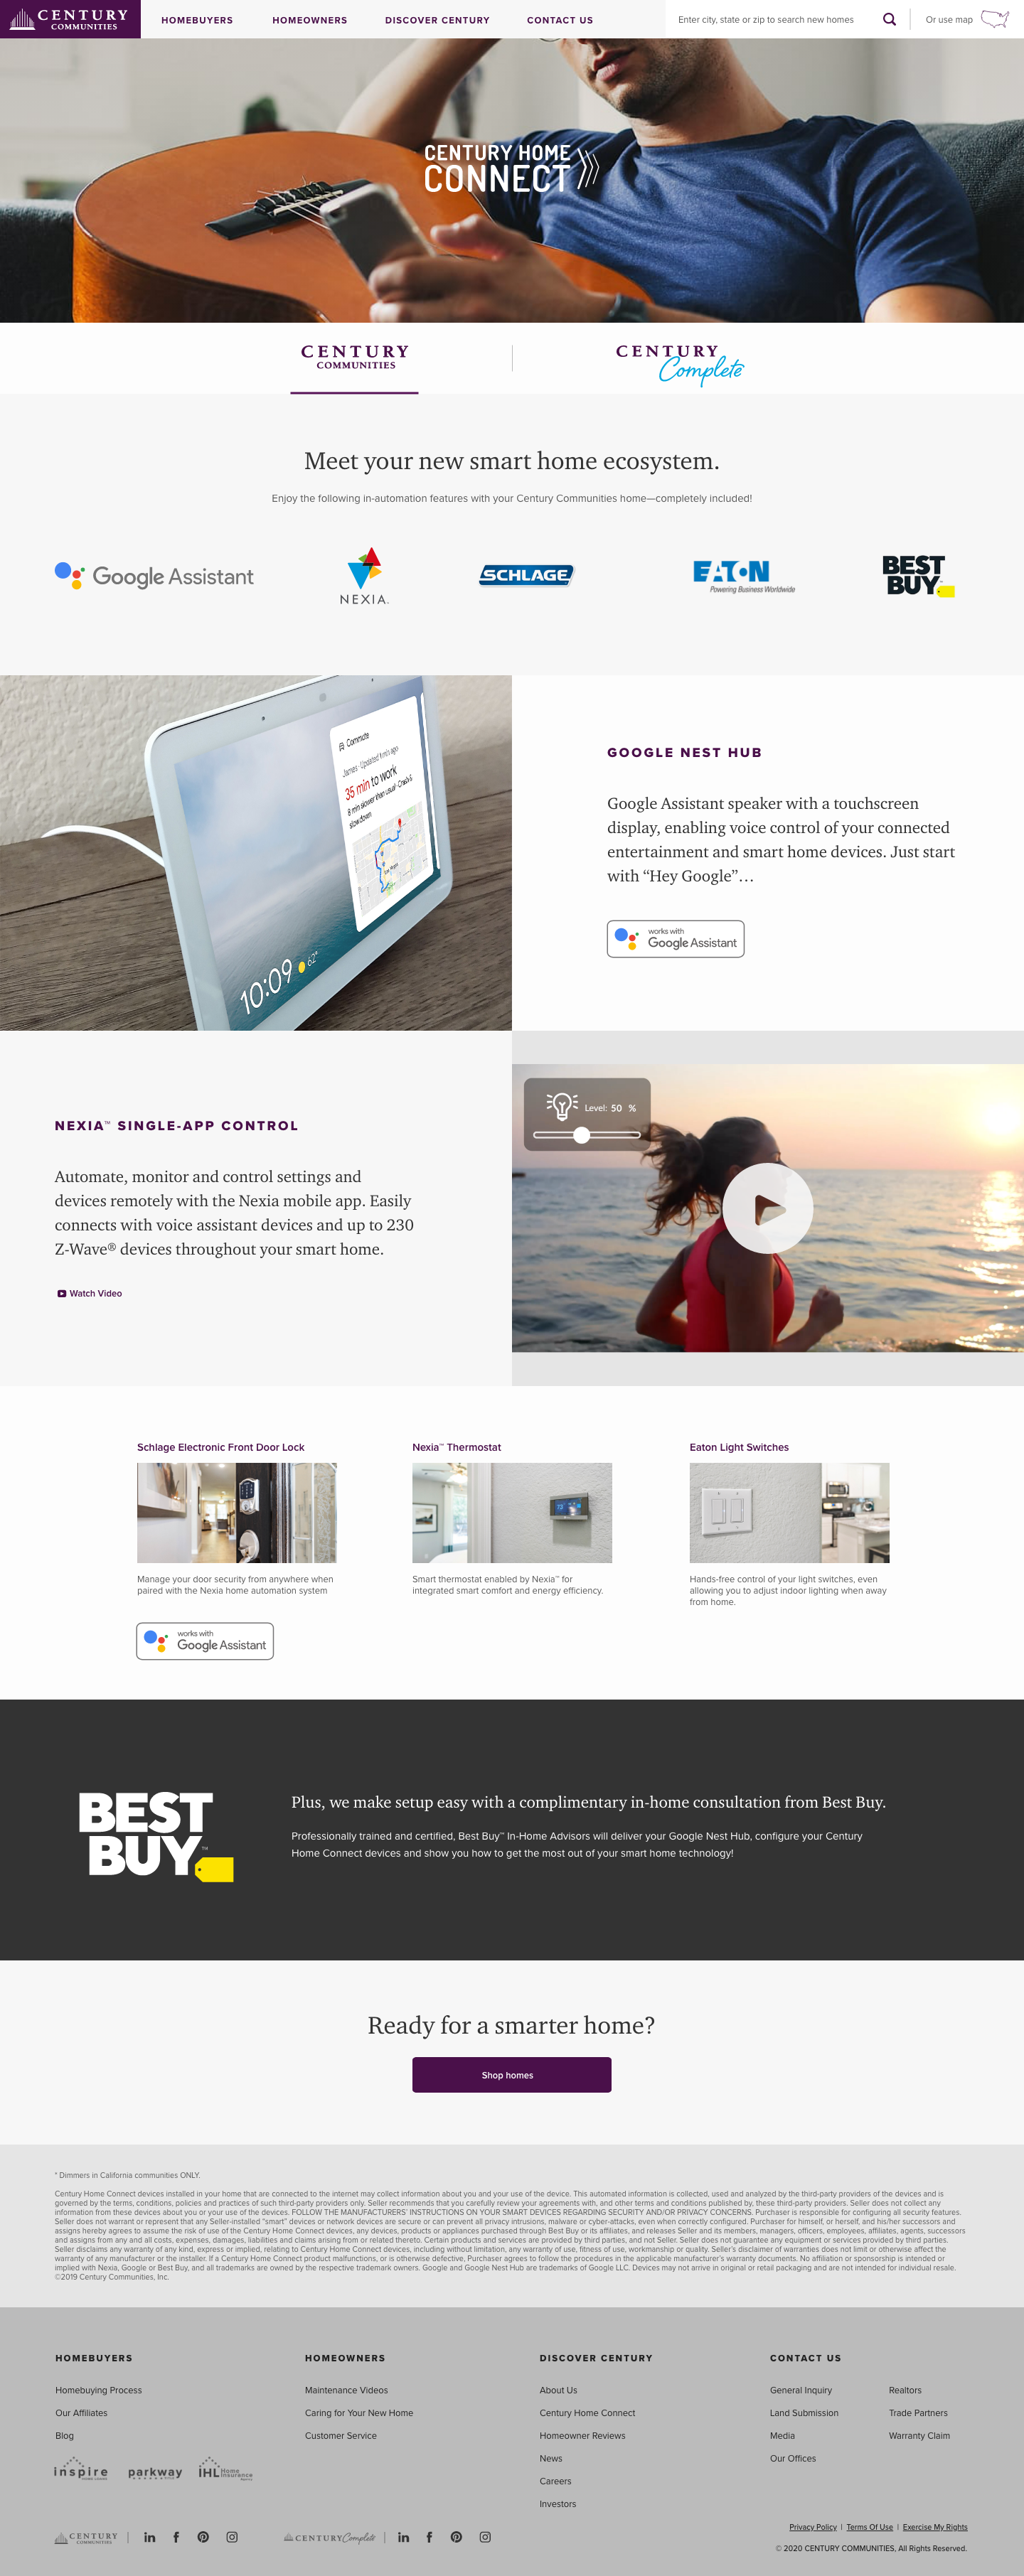 CENTURY
COMMUNITIES
HOMEBUYERS
HOMEOWNERS
DISCOVER CENTURY
CONTACT US
Enter city, state or zip to search new homes
Or use map
CENTURY HOME
CONNECT
CENTURY
COMMUNITIES
CENTURY
Complete
Meet your new smart home ecosystem.
Enjoy the following in-automation features with your Century Communities home—completely included!
Google Assistant
NEXIA
SCHLAGE
EATON
Powering Business Worldwide
BEST
BUY
Commute
35 min to work
slowdown
10:09
62°
GOOGLE NEST HUB
Google Assistant speaker with a touchscreen
display, enabling voice control of your connected
entertainment and smart home devices. Just start
with “Hey Google”…
works with
Google Assistant
NEXIA™ SINGLE-APP CONTROL
Automate, monitor and control settings and
devices remotely with the Nexia mobile app. Easily
connects with voice assistant devices and up to 230
Z-Wave® devices throughout your smart home.
Watch Video
Level: 50 %
Schlage Electronic Front Door Lock
Manage your door security from anywhere when
paired with the Nexia home automation system
works with
Google Assistant
Nexia™ Thermostat
Smart thermostat enabled by Nexia™ for
integrated smart comfort and energy efficiency.
Eaton Light Switches
Hands-free control of your light switches, even
allowing you to adjust indoor lighting when away
from home.
BEST
BUY™
Plus, we make setup easy with a complimentary in-home consultation from Best Buy.
Professionally trained and certified, Best Buy™ In-Home Advisors will deliver your Google Nest Hub, configure your Century
Home Connect devices and show you how to get the most out of your smart home technology!
Ready for a smarter home?
Shop homes
* Dimmers in California communities ONLY.
Century Home Connect devices installed in your home that are connected to the internet may collect information about you and your use of the device. This automated information is collected, used and analyzed by the third-party providers of the devices and is
governed by the terms, conditions, policies and practices of such third-party providers only. Seller recommends that you carefully review your agreements with, and other terms and conditions published by, these third-party providers. Seller does not collect any
information from these devices about you or your use of the devices. FOLLOW THE MANUFACTURERS’ INSTRUCTIONS ON YOUR SMART DEVICES REGARDING SECURITY AND/OR PRIVACY CONCERNS. Purchaser is responsible for configuring all security features.
Seller does not warrant or represent that any Seller-installed “smart” devices or network devices are secure or can prevent all privacy intrusions, malware or cyber-attacks, even when correctly configured. Purchaser for himself, or herself, and his/her successors and
assigns hereby agrees to assume the risk of use of the Century Home Connect devices, any devices, products or appliances purchased through Best Buy or its affiliates, and releases Seller and its members, managers, officers, employees, affiliates, agents, successors
and assigns from any and all costs, expenses, damages, liabilities and claims arising from or related thereto. Certain products and services are provided by third parties, and not Seller. Seller does not guarantee any equipment or services provided by third parties.
Seller disclaims any warranty of any kind, express or implied, relating to Century Home Connect devices, including without limitation, any warranty of use, fitness of use, workmanship or quality. Seller’s disclaimer of warranties does not limit or otherwise affect the
warranty of any manufacturer or the installer. If a Century Home Connect product malfunctions, or is otherwise defective, Purchaser agrees to follow the procedures in the applicable manufacturer’s warranty documents. No affiliation or sponsorship is intended or
implied with Nexia, Google or Best Buy, and all trademarks are owned by the respective trademark owners. Google and Google Nest Hub are trademarks of Google LLC. Devices may not arrive in original or retail packaging and are not intended for individual resale.
©2019 Century Communities, Inc.
HOMEBUYERS
Homebuying Process
Our Affiliates
Blog
inspire
parkway
IHL Home Insurance
HOMEOWNERS
Maintenance Videos
Caring for Your New Home
Customer Service
DISCOVER CENTURY
About Us
Century Home Connect
Homeowner Reviews
News
Careers
Investors
CONTACT US
General Inquiry
Land Submission
Media
Our Offices
Realtors
Trade Partners
Warranty Claim
CENTURY
COMMUNITIES
CENTURY Complete
Privacy Policy | Terms Of Use | Exercise My Rights
© 2020 CENTURY COMMUNITIES, All Rights Reserved.